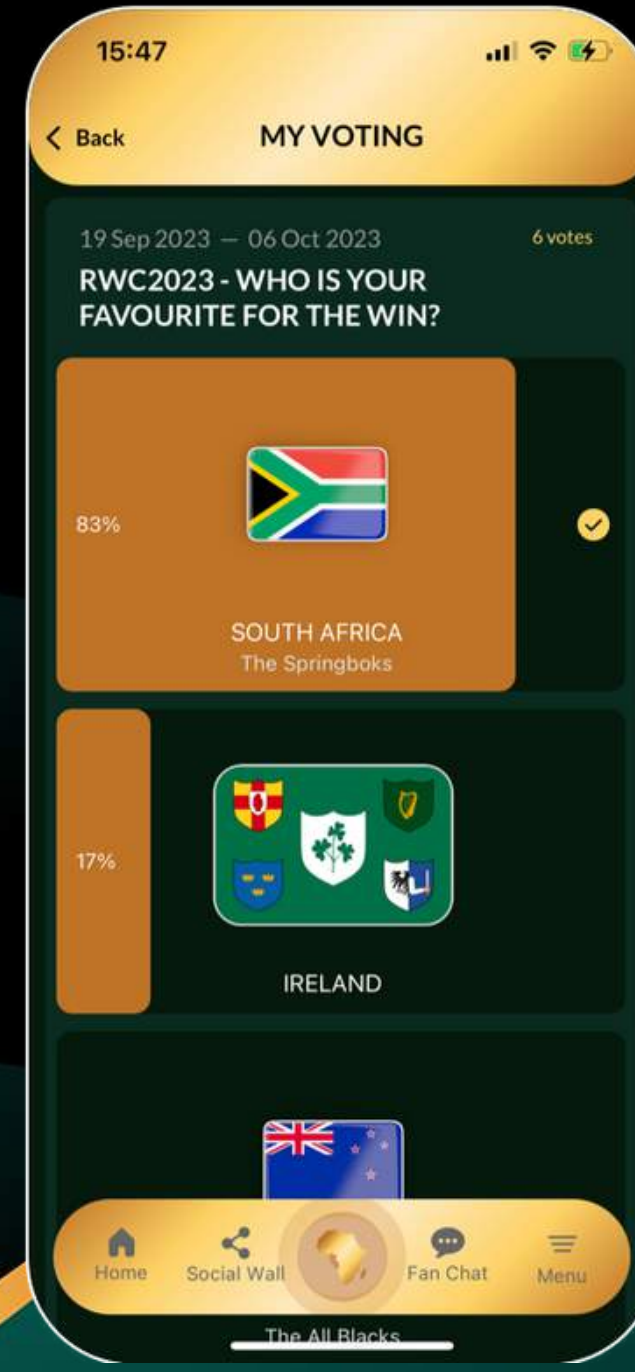 15:47
Back
MY VOTING
19 Sep 2023 — 06 Oct 2023
6 votes
RWC2023 - WHO IS YOUR
FAVOURITE FOR THE WIN?
83%
SOUTH AFRICA
The Springboks
17%
IRELAND
Home
Social Wall
Fan Chat
Menu
The All Blacks